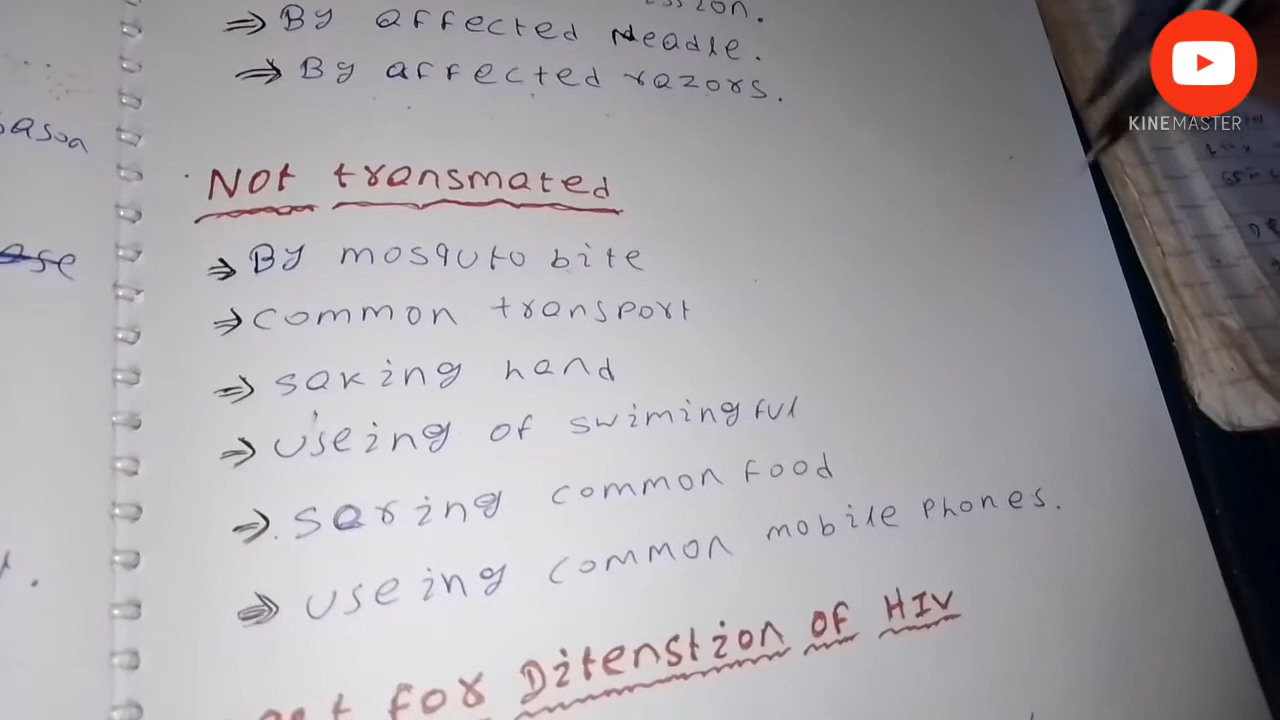 ⇒ By affected Neadle.
⇒ By affected razors.
Not transmated
⇒ By mosquto bite
⇒ common transport
⇒ saking hand
⇒ useing of swimingful
⇒ saring common food
⇒ useing common mobile phones.
for Ditenstion of HIV
KINEMASTER